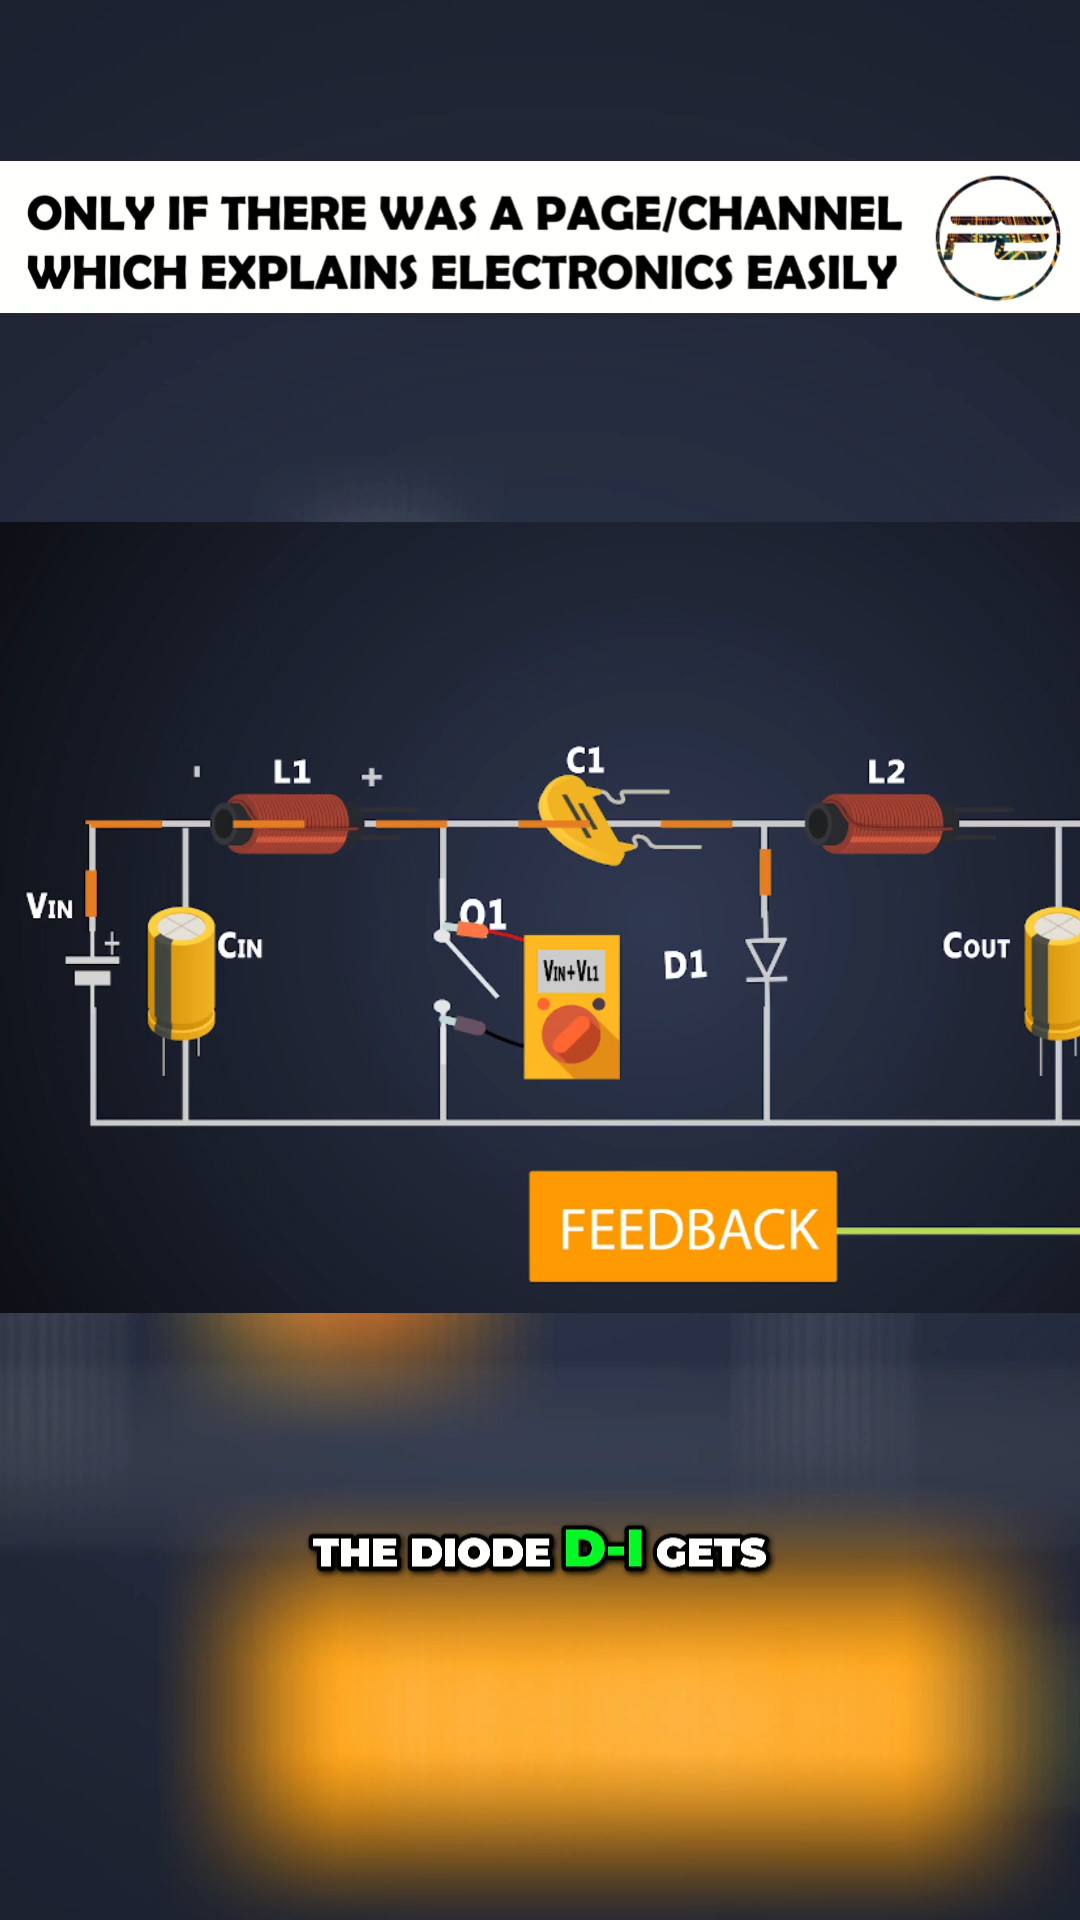 ONLY IF THERE WAS A PAGE/CHANNEL
WHICH EXPLAINS ELECTRONICS EASILY
- L1 +
C1
L2
VIN
+
CIN
Q1
VIN+VL1
D1
COUT
FEEDBACK
THE DIODE D-I GETS